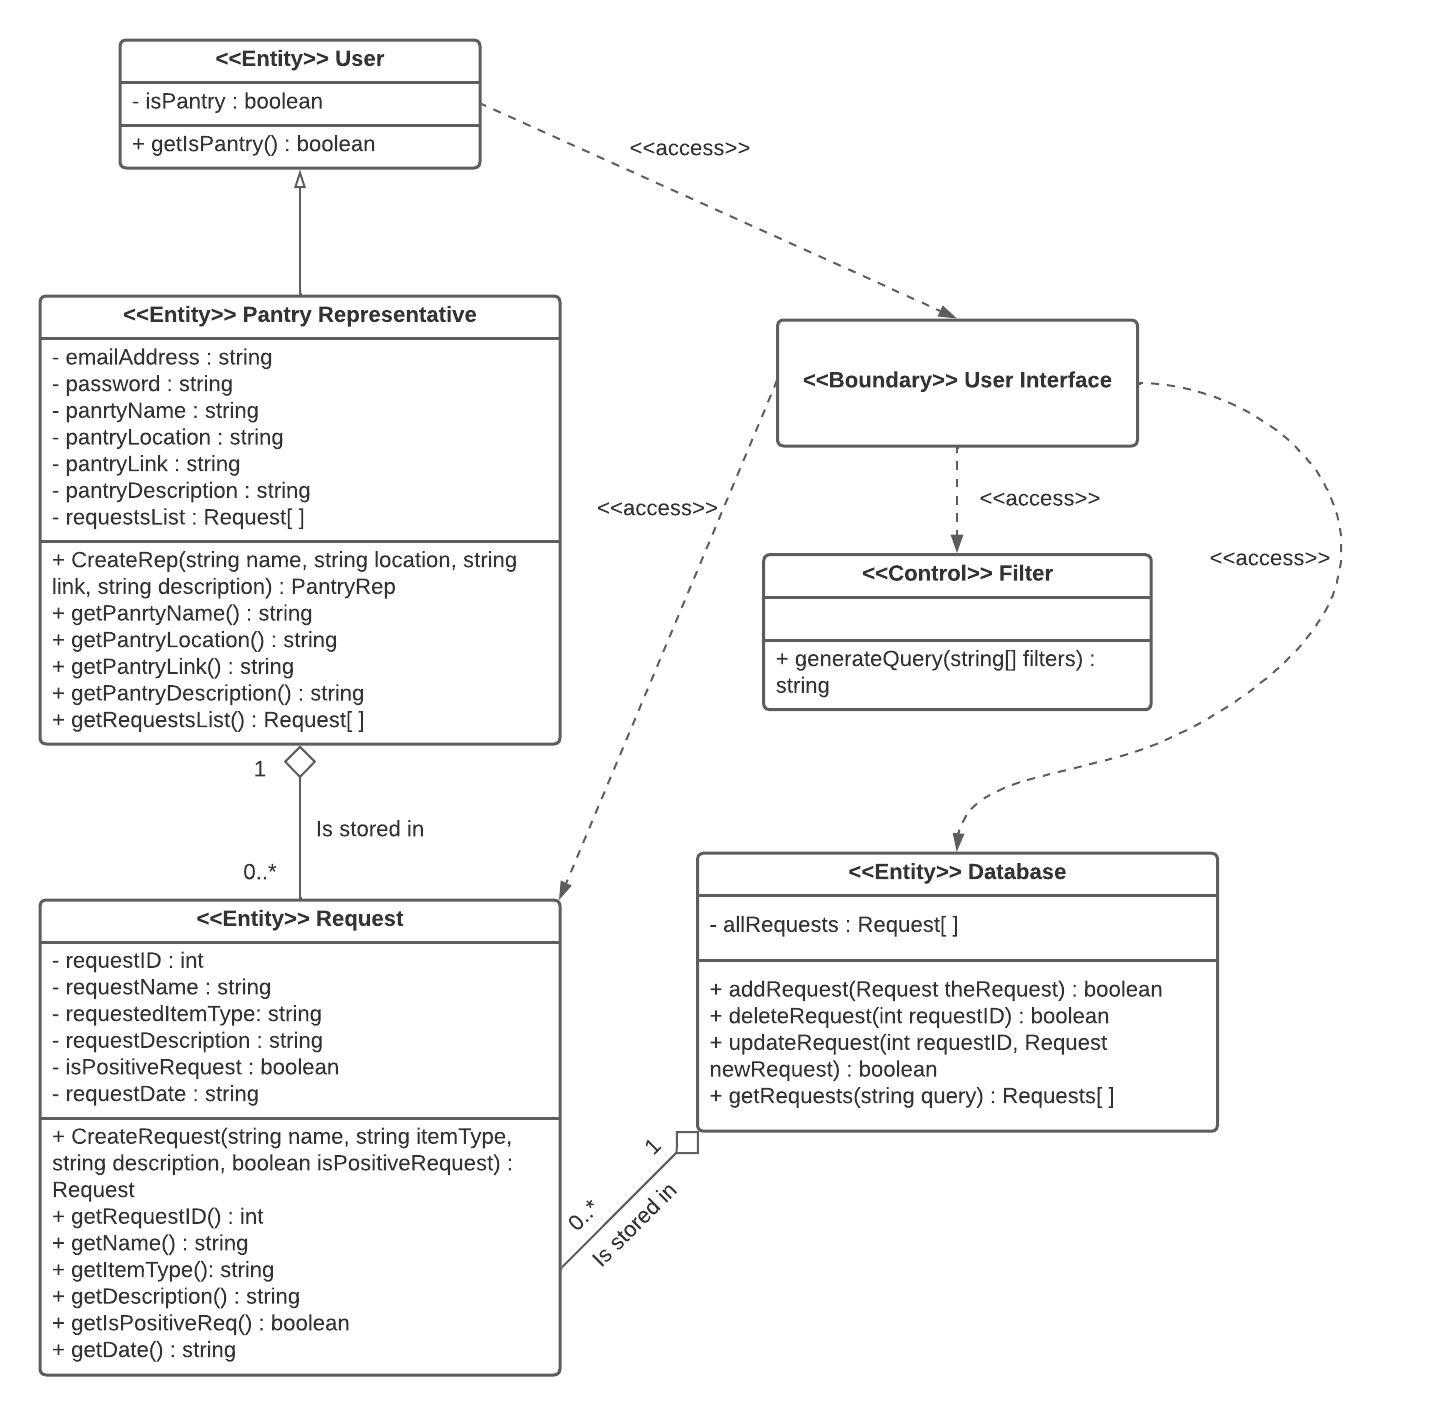 <<Entity>> User
- isPantry : boolean
+ getIsPantry() : boolean
<<access>>
<<Entity>> Pantry Representative
- emailAddress : string
- password : string
- panrtyName : string
- pantryLocation : string
- pantryLink : string
- pantryDescription : string
- requestsList : Request[ ]
+ CreateRep(string name, string location, string
link, string description) : PantryRep
+ getPanrtyName() : string
+ getPantryLocation() : string
+ getPantryLink() : string
+ getPantryDescription() : string
+ getRequestsList() : Request[ ]
<<Boundary>> User Interface
<<access>>
<<access>>
<<access>>
<<Control>> Filter
+ generateQuery(string[] filters) :
string
1
Is stored in
0..*
<<Entity>> Request
- requestID : int
- requestName : string
- requestedItemType: string
- requestDescription : string
- isPositiveRequest : boolean
- requestDate : string
+ CreateRequest(string name, string itemType,
string description, boolean isPositiveRequest) :
Request
+ getRequestID() : int
+ getName() : string
+ getItemType(): string
+ getDescription() : string
+ getIsPositiveReq() : boolean
+ getDate() : string
<<Entity>> Database
- allRequests : Request[ ]
+ addRequest(Request theRequest) : boolean
+ deleteRequest(int requestID) : boolean
+ updateRequest(int requestID, Request
newRequest) : boolean
+ getRequests(string query) : Requests[ ]
1
0..*
Is stored in